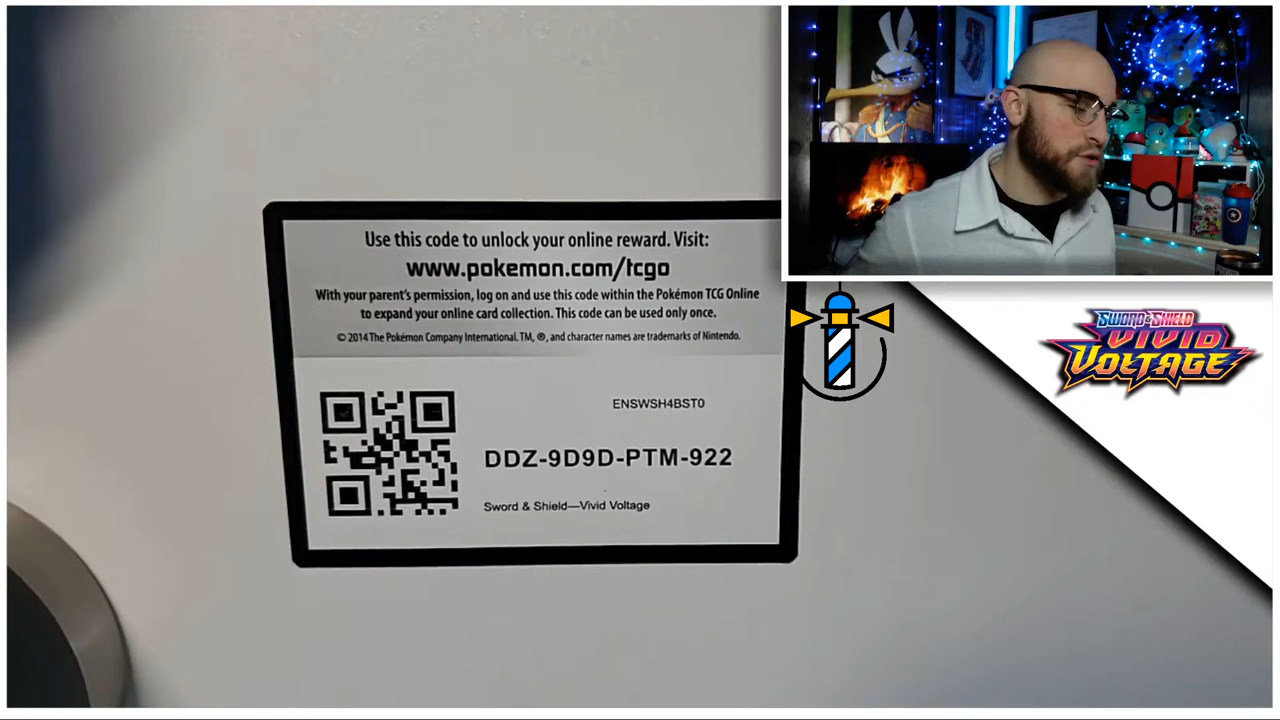 Use this code to unlock your online reward. Visit:
www.pokemon.com/tcgo
With your parent's permission, log on and use this code within the Pokémon TCG Online
to expand your online card collection. This code can be used only once.
© 2014 The Pokémon Company International. TM, ®, and character names are trademarks of Nintendo.
ENSWSH4BST0
DDZ-9D9D-PTM-922
Sword & Shield—Vivid Voltage
SWORD & SHIELD
VIVID
VOLTAGE